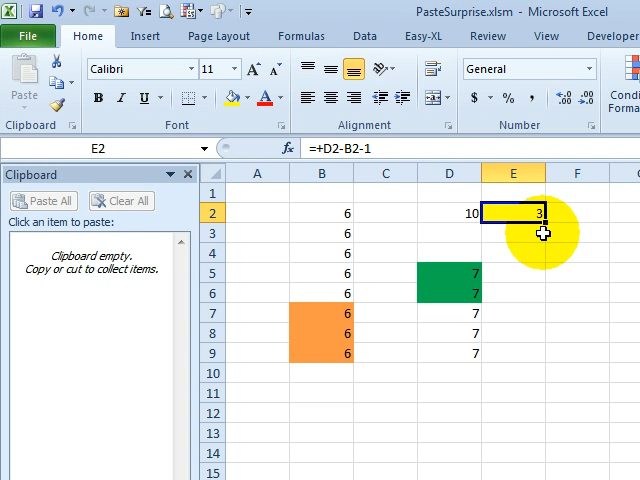 PasteSurprise.xlsm - Microsoft Excel
File Home Insert Page Layout Formulas Data Easy-XL Review View Developer
Paste Calibri 11 A A General
B I U A $ % , .00 .0
Clipboard Font Alignment Number
E2 fx =+D2-B2-1
Clipboard A B C D E F
Paste All Clear All 1
Click an item to paste: 2 6 10 3
3 6
Clipboard empty. 4 6
Copy or cut to collect items. 5 6 7
6 6 7
7 6 7
8 6 7
9 6 7
10
11
12
13
14
15